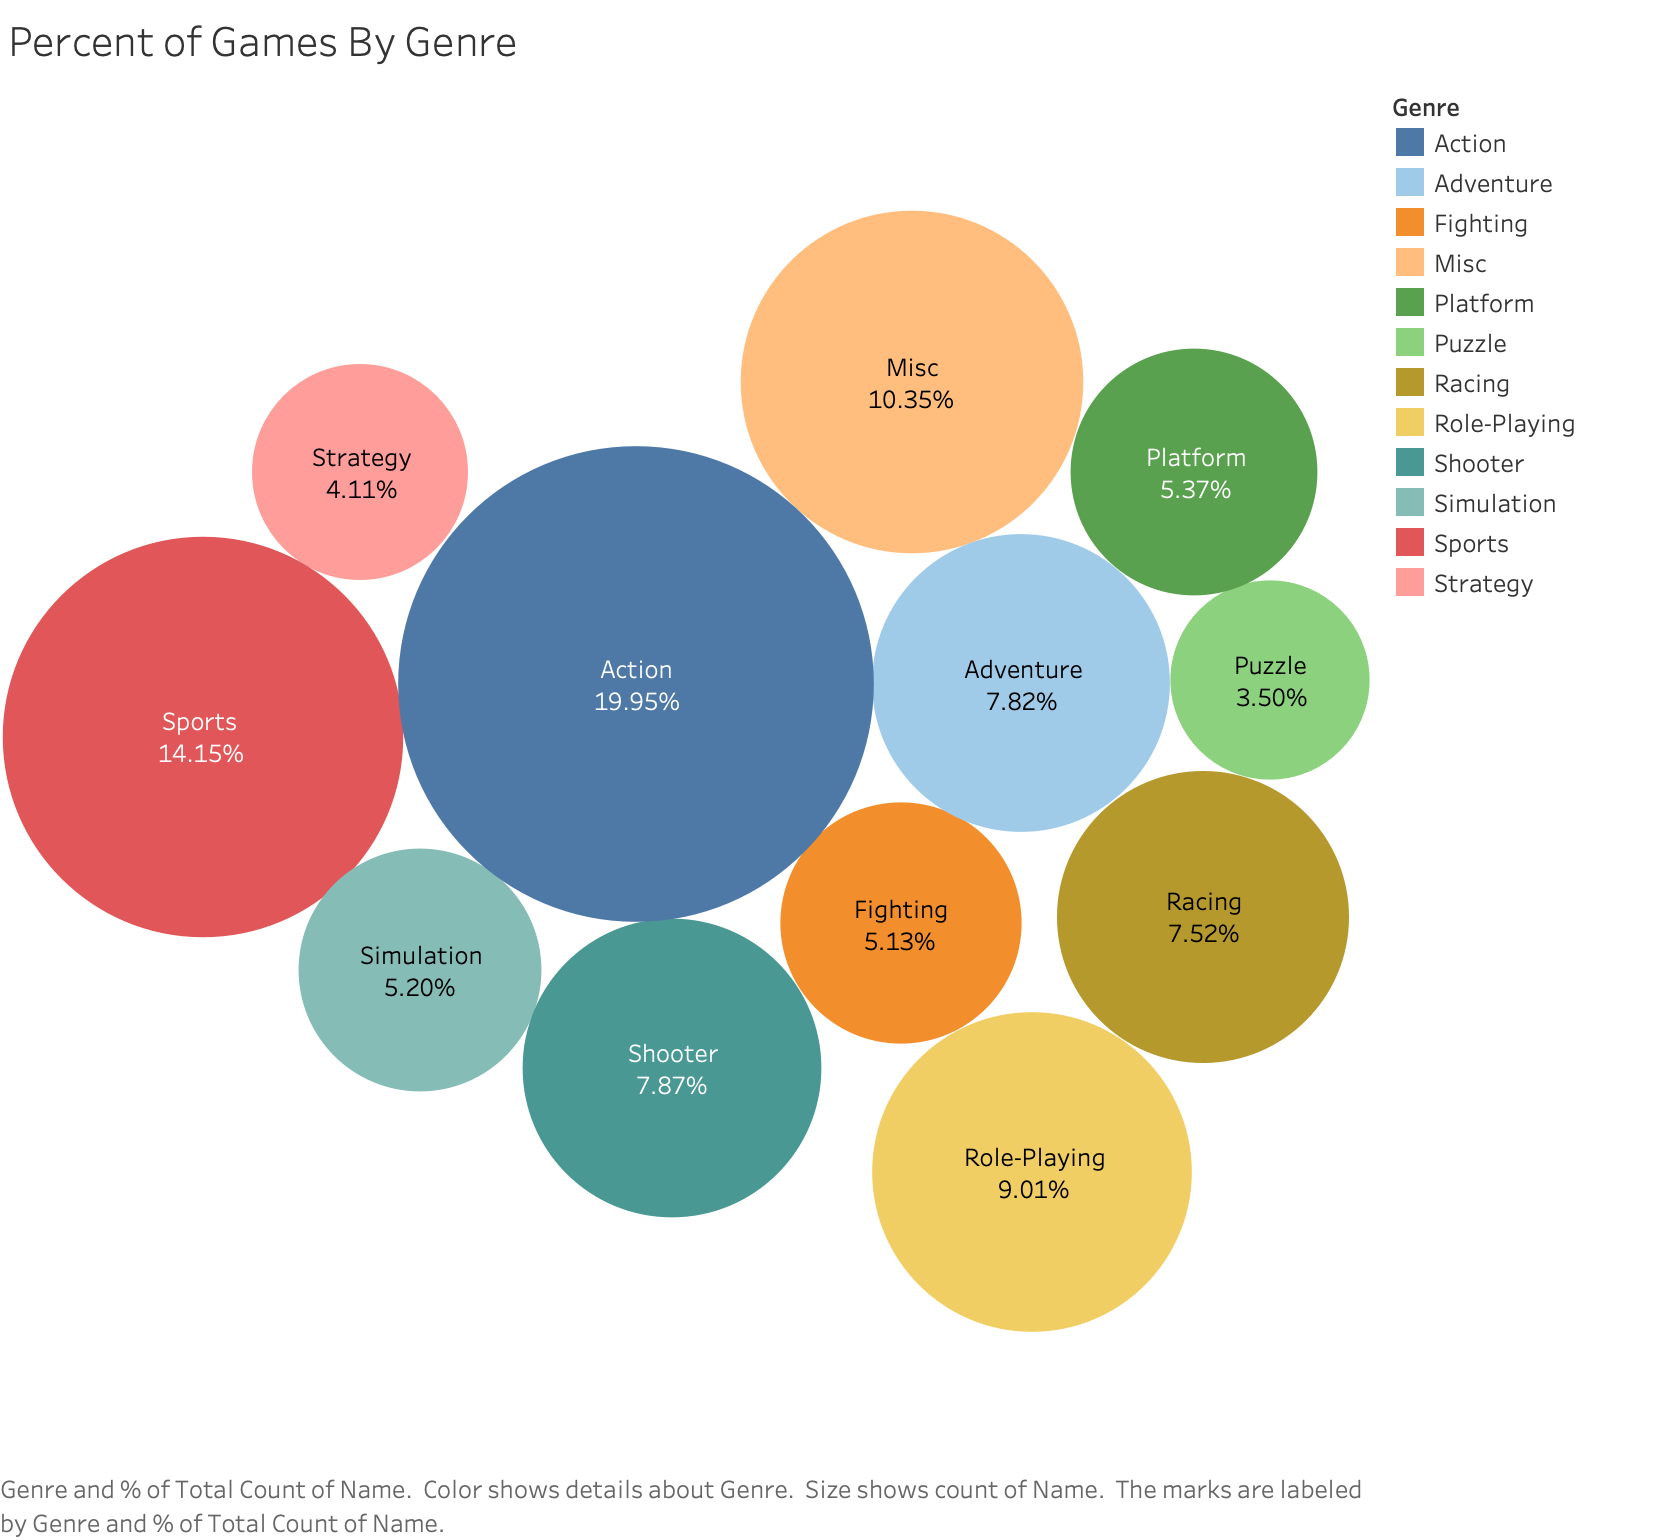 Percent of Games By Genre
Genre
Action
Adventure
Fighting
Misc
Platform
Puzzle
Racing
Role-Playing
Shooter
Simulation
Sports
Strategy
Misc
10.35%
Strategy
4.11%
Platform
5.37%
Action
19.95%
Adventure
7.82%
Puzzle
3.50%
Sports
14.15%
Fighting
5.13%
Racing
7.52%
Simulation
5.20%
Shooter
7.87%
Role-Playing
9.01%
Genre and % of Total Count of Name.  Color shows details about Genre.  Size shows count of Name.  The marks are labeled
by Genre and % of Total Count of Name.